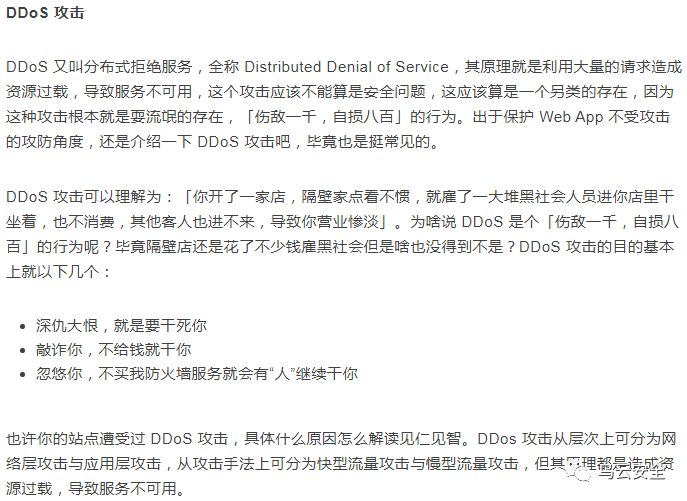 DDoS 攻击
DDoS 又叫分布式拒绝服务，全称 Distributed Denial of Service，其原理就是利用大量的请求造成
资源过载，导致服务不可用，这个攻击应该不能算是安全问题，这应该算是一个另类的存在，因为
这种攻击根本就是耍流氓的存在，「伤敌一千，自损八百」的行为。出于保护 Web App 不受攻击
的攻防角度，还是介绍一下 DDoS 攻击吧，毕竟也是挺常见的。
DDoS 攻击可以理解为：「你开了一家店，隔壁家点看不惯，就雇了一大堆黑社会人员进你店里干
坐着，也不消费，其他客人也进不来，导致你营业惨淡」。为啥说 DDoS 是个「伤敌一千，自损八
百」的行为呢？毕竟隔壁店还是花了不少钱雇黑社会但是啥也没得到不是？DDoS 攻击的目的基本
上就以下几个：
• 深仇大恨，就是要干死你
• 敲诈你，不给钱就干你
• 忽悠你，不买我防火墙服务就会有“人”继续干你
也许你的站点遭受过 DDoS 攻击，具体什么原因怎么解读见仁见智。DDos 攻击从层次上可分为网
络层攻击与应用层攻击，从攻击手法上可分为快型流量攻击与慢型流量攻击，但其原理都是造成资
源过载，导致服务不可用。